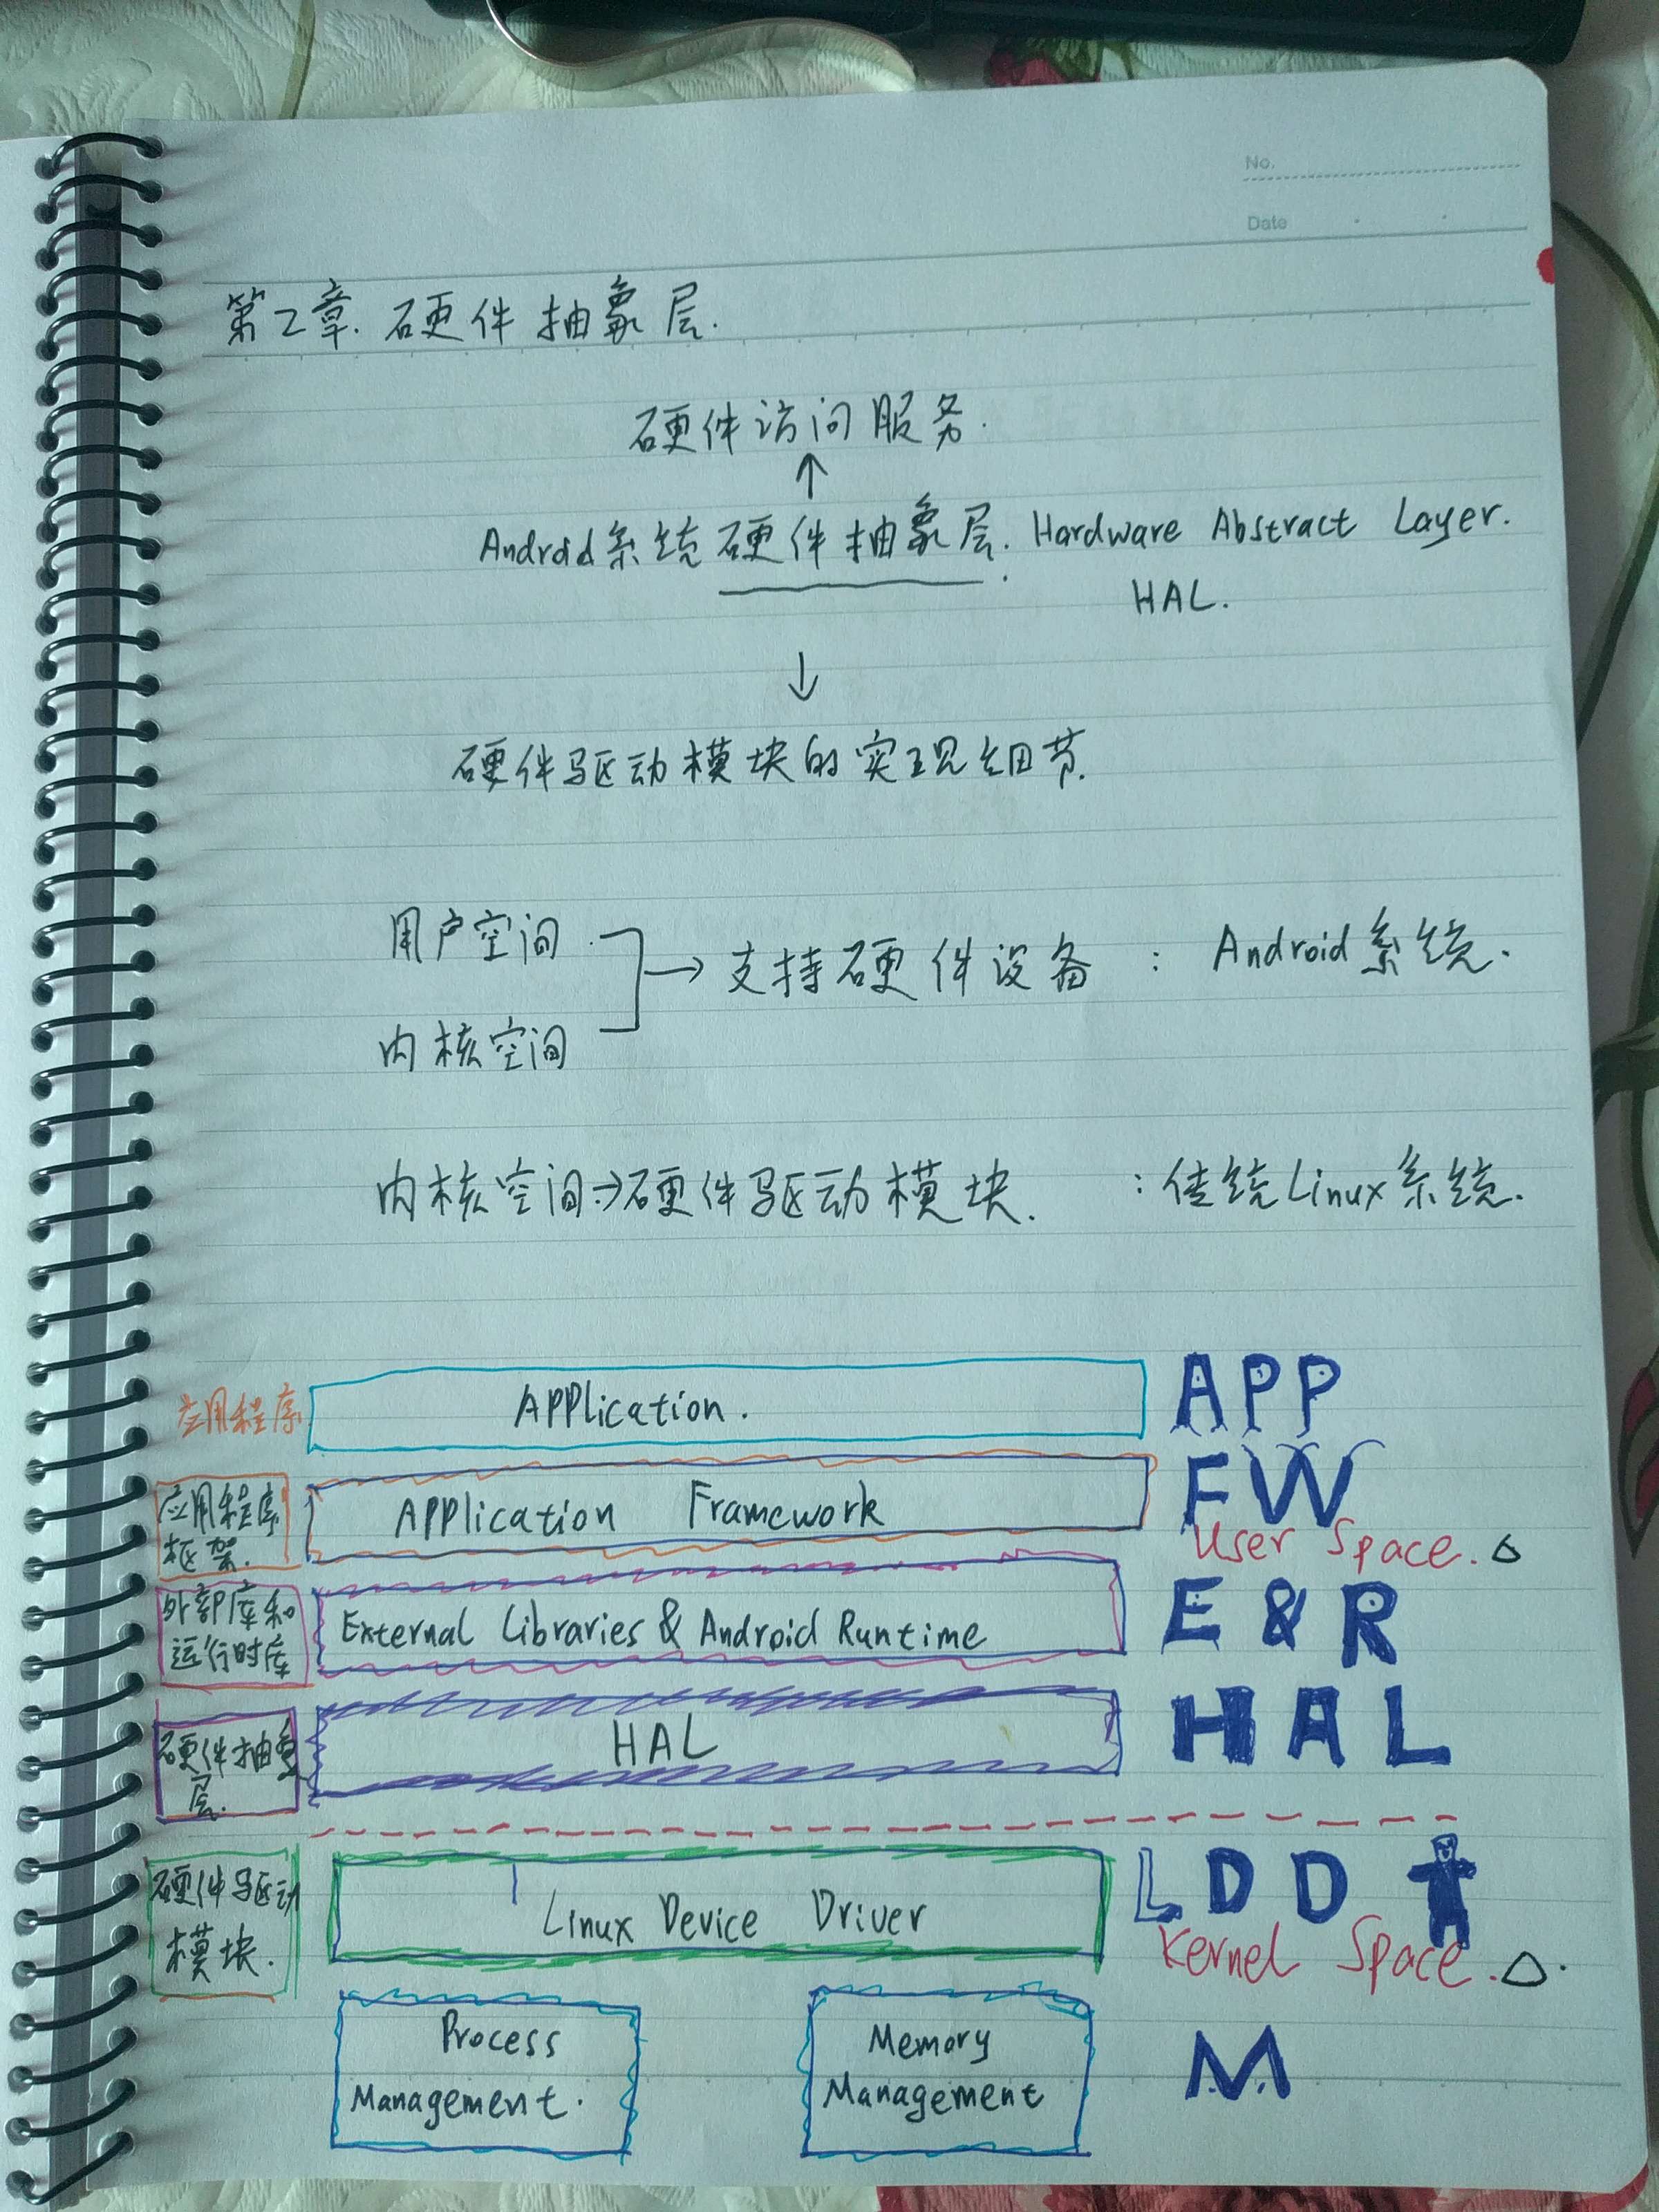 No.
Date
第2章. 硬件抽象层.
硬件访问服务.
↑
Android系统硬件抽象层. Hardware Abstract Layer.
HAL.
↓
硬件驱动模块的实现细节.
用户空间
→ 支持硬件设备 : Android系统.
内核空间
内核空间→硬件驱动模块. : 传统Linux系统.
应用程序 Application. APP
应用程序
框架. Application Framework FW
User Space.
外部库和
运行时库 External Libraries & Android Runtime E & R
硬件抽象
层. HAL HAL
硬件驱动
模块. Linux Device Driver LDD
Kernel Space.
Process
Management.
Memory
Management
M